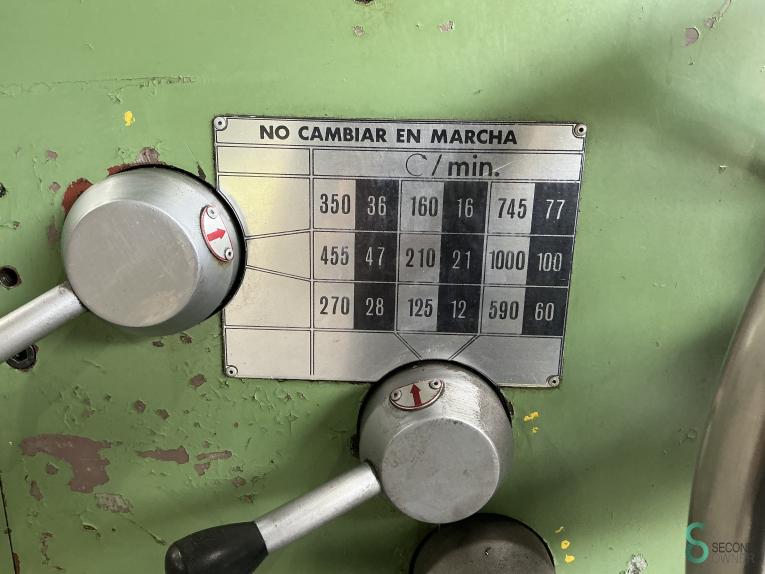 NO CAMBIAR EN MARCHA
/min.
350 36 160 16 745 77
455 47 210 21 1000 100
270 28 125 12 590 60
S SECOND
OWNER